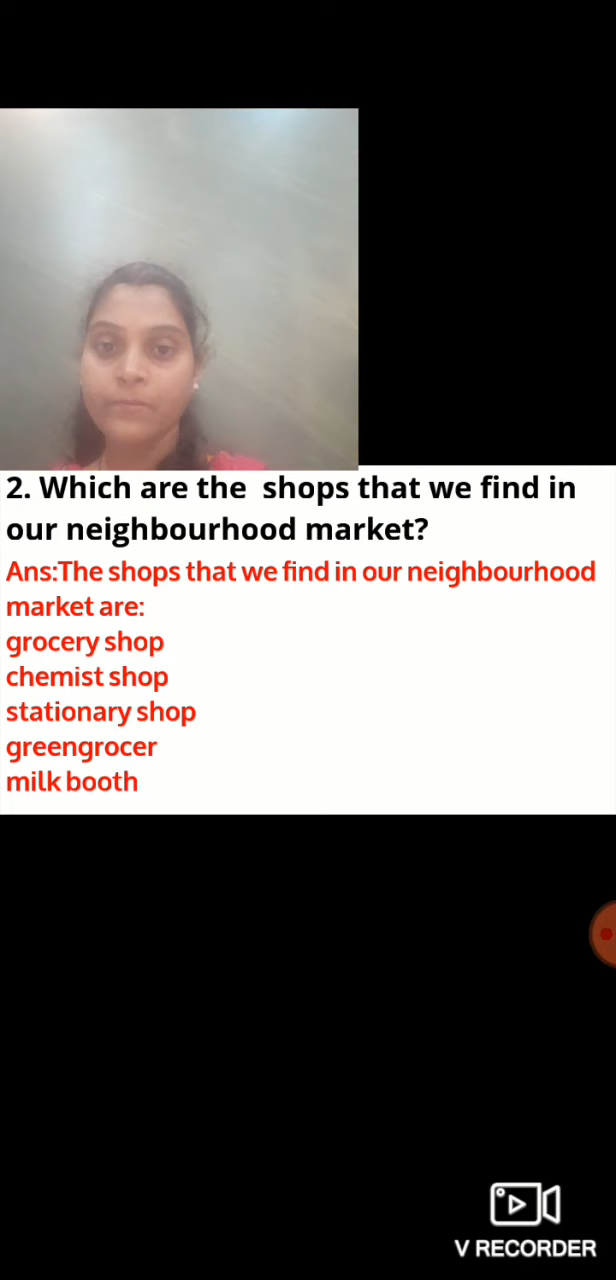 2. Which are the  shops that we find in
our neighbourhood market?
Ans:The shops that we find in our neighbourhood
market are:
grocery shop
chemist shop
stationary shop
greengrocer
milk booth
V RECORDER